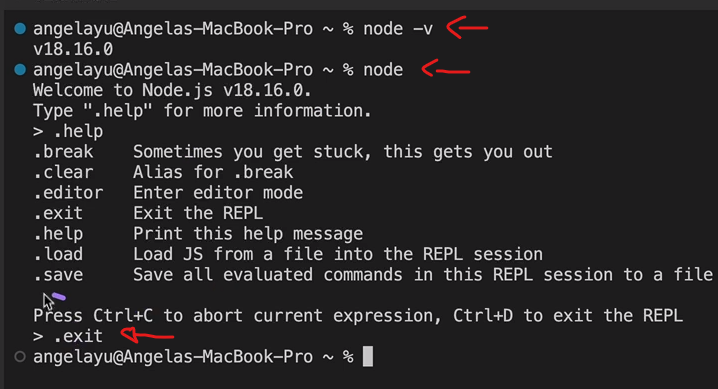 angelayu@Angelas-MacBook-Pro ~ % node -v
v18.16.0
angelayu@Angelas-MacBook-Pro ~ % node
Welcome to Node.js v18.16.0.
Type ".help" for more information.
> .help
.break    Sometimes you get stuck, this gets you out
.clear    Alias for .break
.editor   Enter editor mode
.exit     Exit the REPL
.help     Print this help message
.load     Load JS from a file into the REPL session
.save     Save all evaluated commands in this REPL session to a file
Press Ctrl+C to abort current expression, Ctrl+D to exit the REPL
> .exit
angelayu@Angelas-MacBook-Pro ~ %